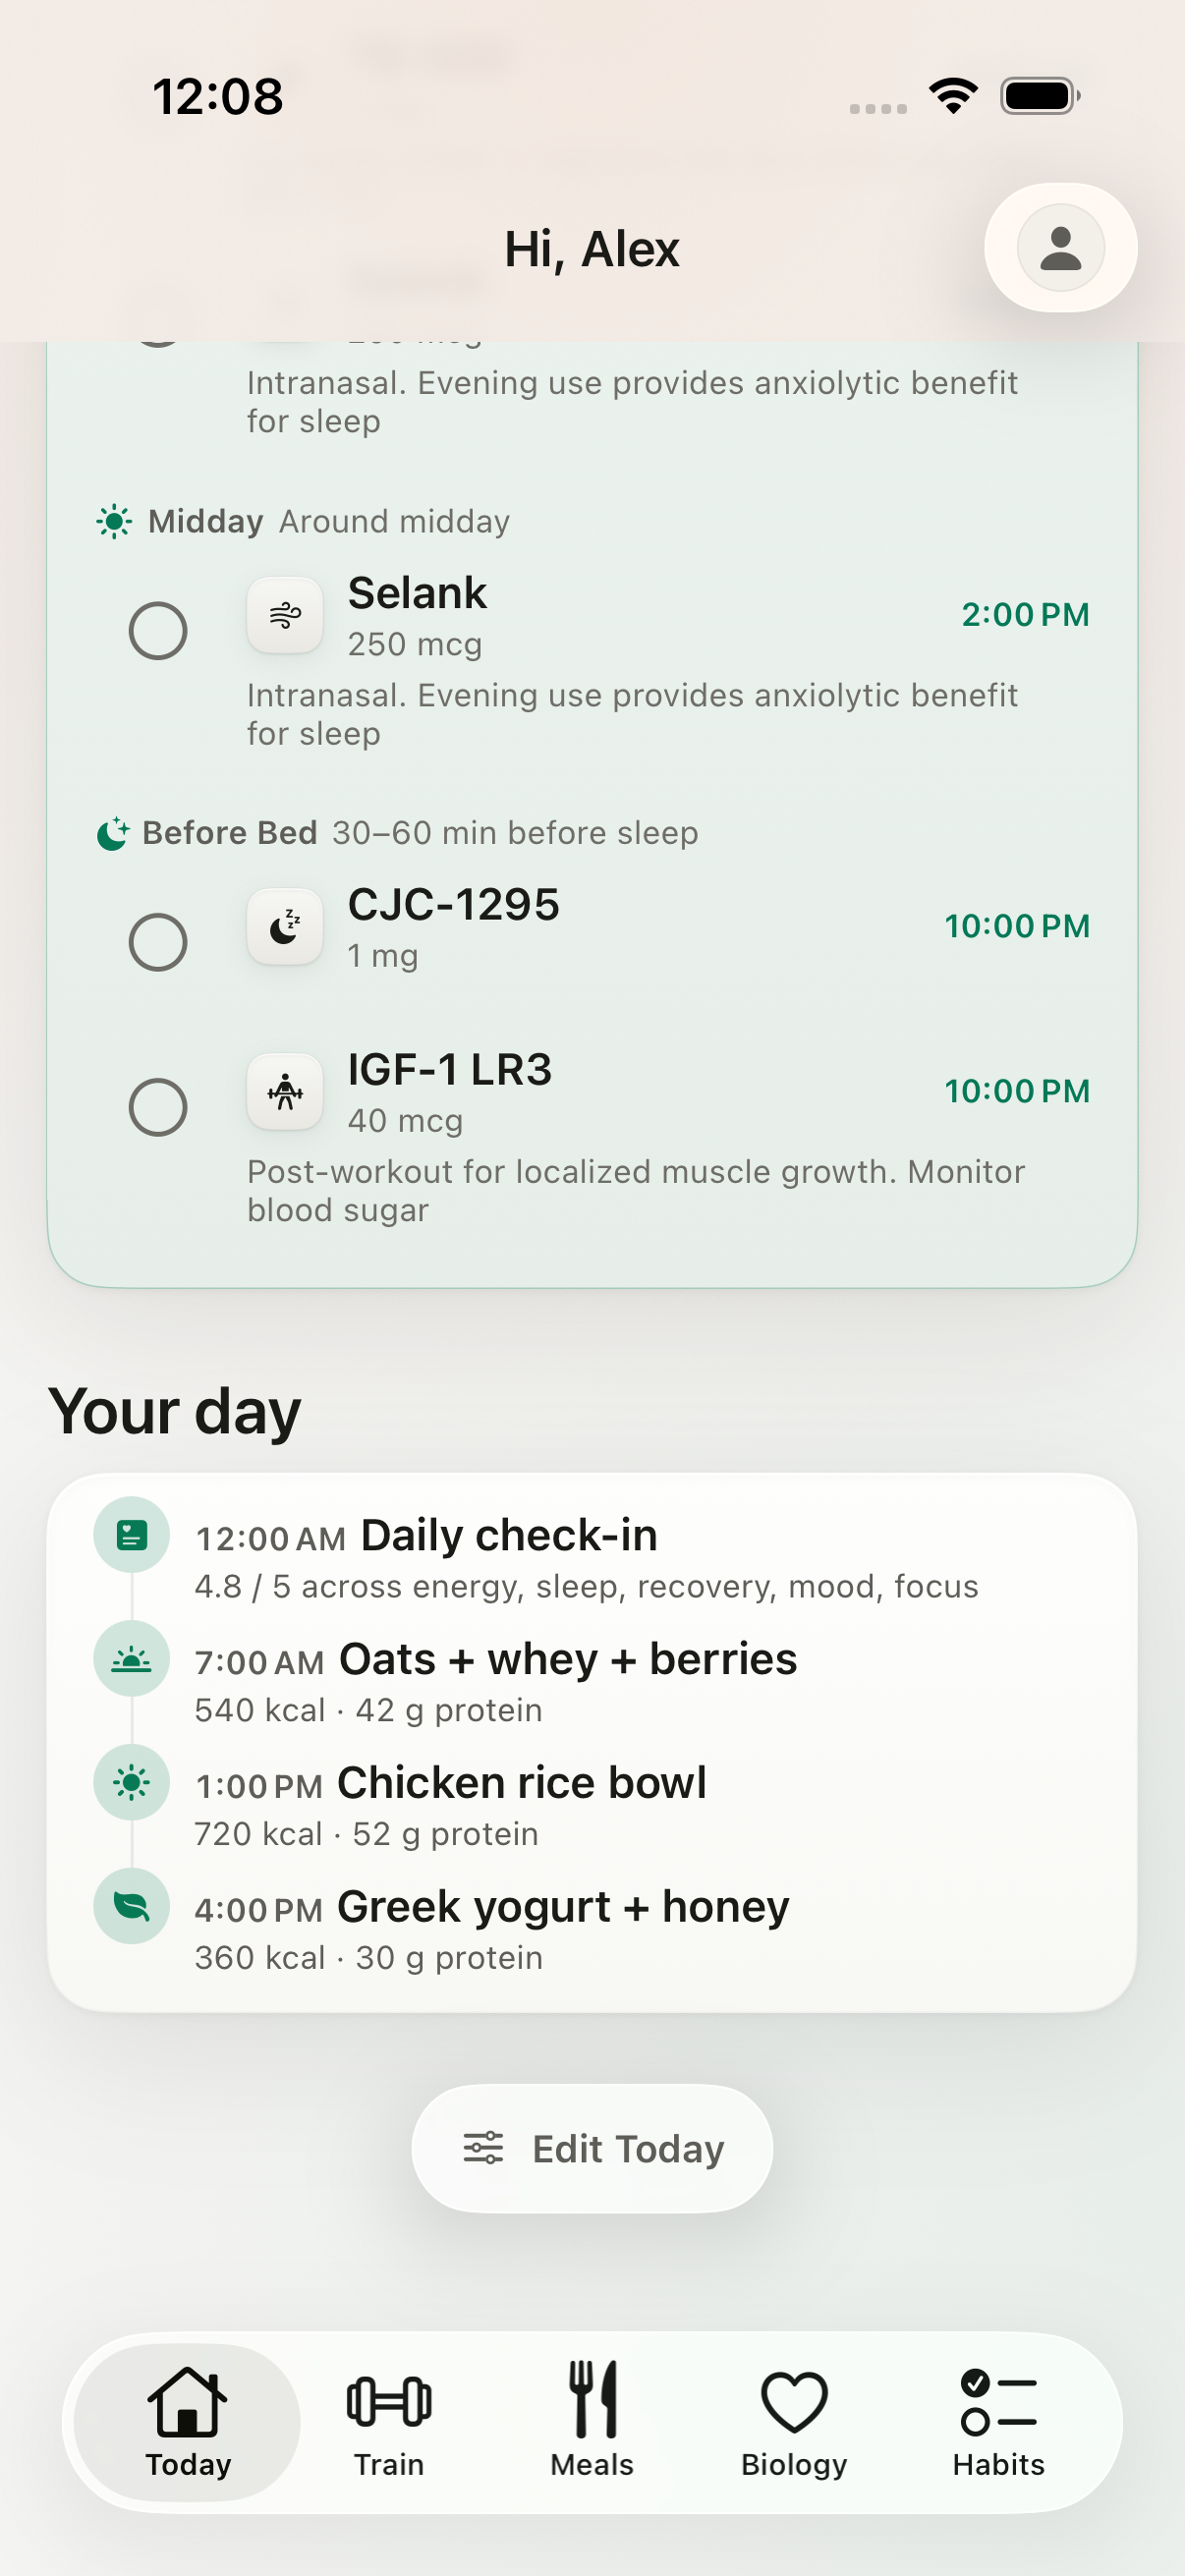 12:08
Hi, Alex
Intranasal. Evening use provides anxiolytic benefit
for sleep
Midday Around midday
Selank
2:00 PM
250 mcg
Intranasal. Evening use provides anxiolytic benefit
for sleep
Before Bed 30–60 min before sleep
CJC-1295
10:00 PM
1 mg
IGF-1 LR3
10:00 PM
40 mcg
Post-workout for localized muscle growth. Monitor
blood sugar
Your day
12:00 AM Daily check-in
4.8 / 5 across energy, sleep, recovery, mood, focus
7:00 AM Oats + whey + berries
540 kcal · 42 g protein
1:00 PM Chicken rice bowl
720 kcal · 52 g protein
4:00 PM Greek yogurt + honey
360 kcal · 30 g protein
Edit Today
Today
Train
Meals
Biology
Habits